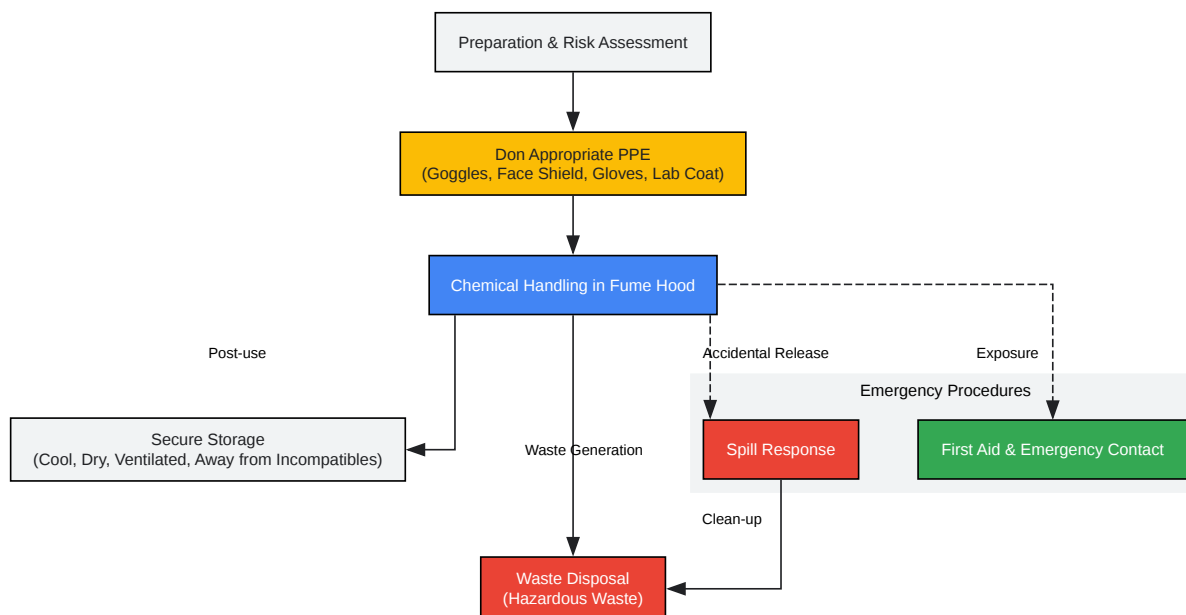 Preparation & Risk Assessment
Don Appropriate PPE
(Goggles, Face Shield, Gloves, Lab Coat)
Chemical Handling in Fume Hood
Post-use
Accidental Release
Exposure
Emergency Procedures
Secure Storage
(Cool, Dry, Ventilated, Away from Incompatibles)
Waste Generation
Spill Response
First Aid & Emergency Contact
Clean-up
Waste Disposal
(Hazardous Waste)